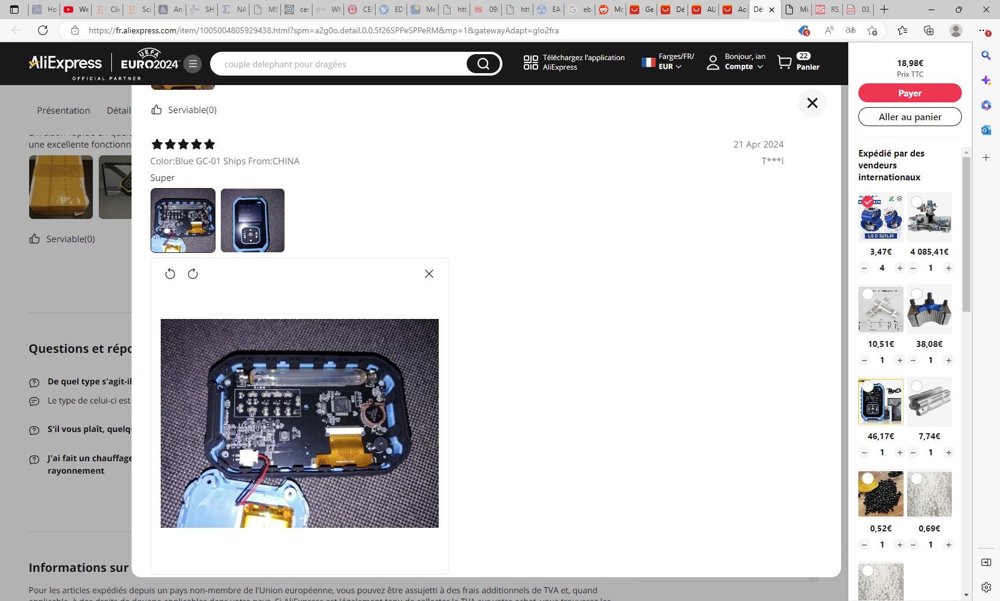 Ho
We
Cli
Sci
An
SH
NA
MS
cer
Wh
CEI
ED
Me
htt
09(
htt
EA
eb
Mc
Ge
Dé
AU
Ac
Dé
Mi
RS
03_
https://fr.aliexpress.com/item/1005004805929438.html?spm=a2g0o.detail.0.0.5f26SPPeSPPeRM&mp=1&gatewayAdapt=glo2fra
AliExpress
UEFA
EURO2024
OFFICIAL PARTNER
couple delephant pour dragées
Téléchargez l'application
AliExpress
Farges/FR/
EUR
Bonjour, ian
Compte
22
Panier
Présentation
Détail
une excellente fonctionn
Serviable(0)
Questions et répo
De quel type s'agit-il
Le type de celui-ci est
S'il vous plaît, quelqu
J'ai fait un chauffage
rayonnement
Informations sur
Pour les articles expédiés depuis un pays non-membre de l'Union européenne, vous pouvez être assujetti à des frais additionnels de TVA et, quand
Serviable(0)
21 Apr 2024
Color:Blue GC-01 Ships From:CHINA
T***l
Super
18,98€
Prix TTC
Payer
Aller au panier
Expédié par des
vendeurs
internationaux
3,47€
4 085,41€
4
1
10,51€
38,08€
1
1
46,17€
7,74€
1
1
0,52€
0,69€
1
1